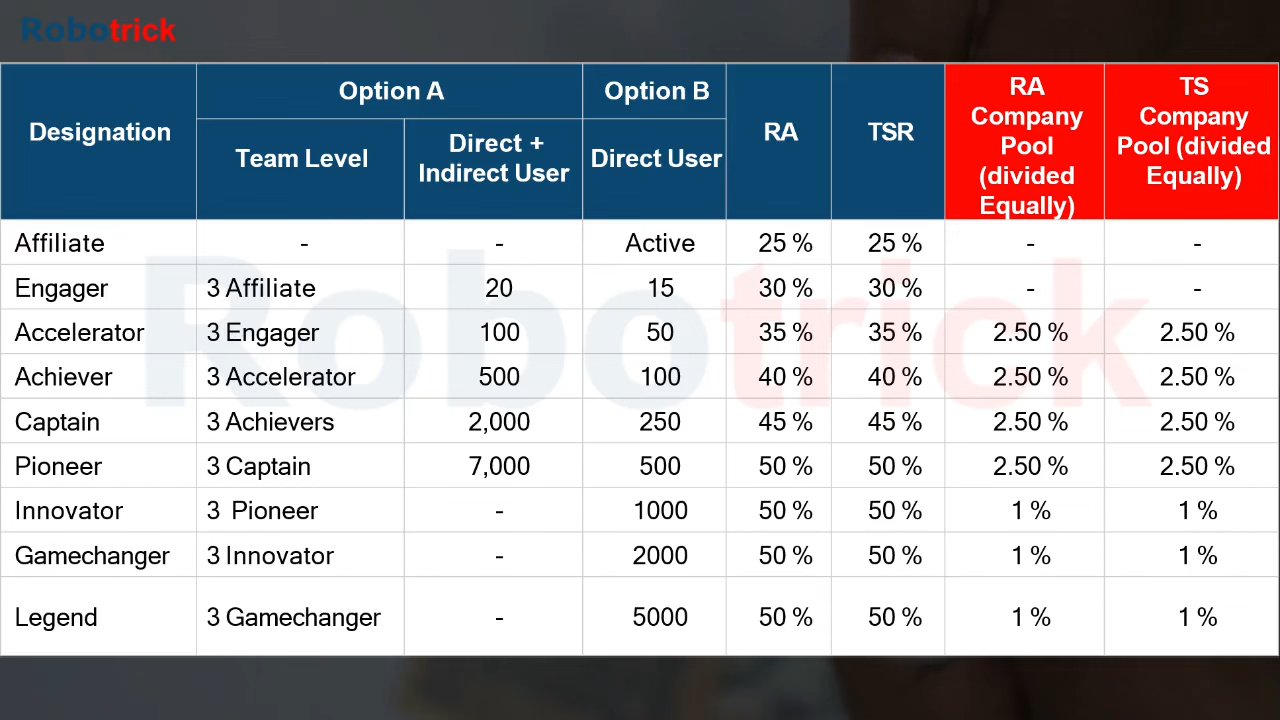 Robotrick
Designation Option A Option B RA TSR RA Company Pool (divided Equally) TS Company Pool (divided Equally)
Team Level Direct + Indirect User Direct User
Affiliate - - Active 25 % 25 % - -
Engager 3 Affiliate 20 15 30 % 30 % - -
Accelerator 3 Engager 100 50 35 % 35 % 2.50 % 2.50 %
Achiever 3 Accelerator 500 100 40 % 40 % 2.50 % 2.50 %
Captain 3 Achievers 2,000 250 45 % 45 % 2.50 % 2.50 %
Pioneer 3 Captain 7,000 500 50 % 50 % 2.50 % 2.50 %
Innovator 3 Pioneer - 1000 50 % 50 % 1 % 1 %
Gamechanger 3 Innovator - 2000 50 % 50 % 1 % 1 %
Legend 3 Gamechanger - 5000 50 % 50 % 1 % 1 %
Robotrick